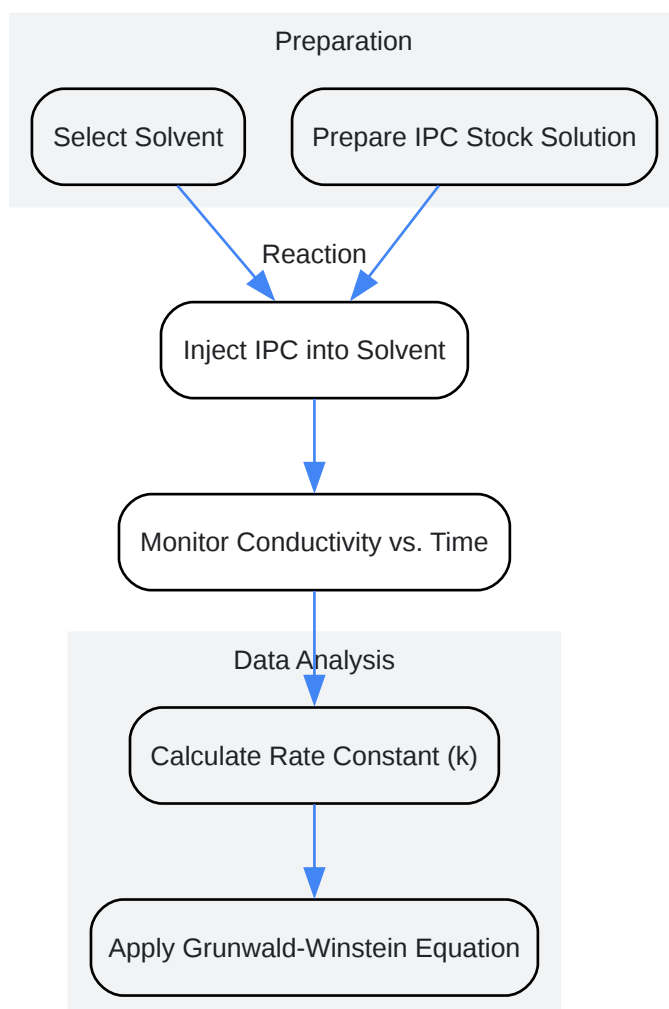 Preparation
Select Solvent
Prepare IPC Stock Solution
Reaction
Inject IPC into Solvent
Monitor Conductivity vs. Time
Data Analysis
Calculate Rate Constant (k)
Apply Grunwald-Winstein Equation